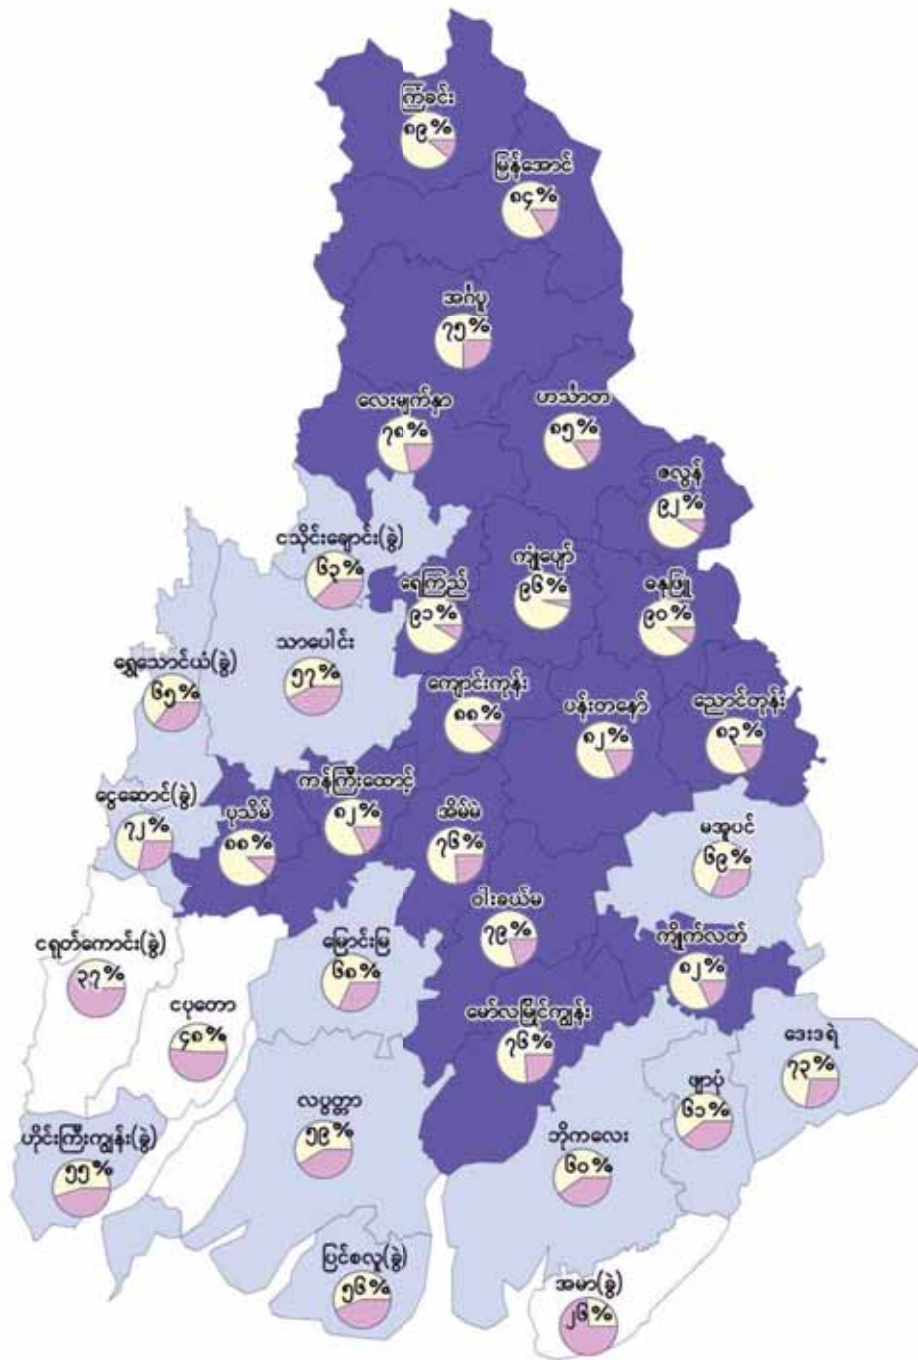 ကြံခင်း
၈၉%
မြန်အောင်
၈၄%
အင်္ဂပူ
၇၅%
လေးမျက်နှာ
၇၈%
ဟင်္သာတ
၈၅%
ဇလွန်
၉၂%
ငသိုင်းချောင်း(ခွဲ)
၆၃%
ရေကြည်
၉၁%
ကျုံပျော်
၉၆%
ဓနုဖြူ
၉၀%
သာပေါင်း
၅၇%
ရွှေသောင်ယံ(ခွဲ)
၆၅%
ကျောင်းကုန်း
၈၈%
ပန်းတနော်
၈၂%
ညောင်တုန်း
၈၃%
ငွေဆောင်(ခွဲ)
၇၂%
ပုသိမ်
၈၈%
ကန်ကြီးထောင့်
၈၂%
အိမ်မဲ
၇၆%
မအူပင်
၆၉%
ဝါးခယ်မ
၇၉%
ငရုတ်ကောင်း(ခွဲ)
၃၇%
မြောင်းမြ
၆၈%
ကျိုက်လတ်
၈၂%
ငပုတော
၄၈%
မော်လမြိုင်ကျွန်း
၇၆%
ဒေးဒရဲ
၇၃%
ဖျာပုံ
၆၁%
လပွတ္တာ
၅၉%
ဟိုင်းကြီးကျွန်း(ခွဲ)
၅၅%
ဘိုကလေး
၆၀%
ပြင်စလူ(ခွဲ)
၅၆%
အမာ(ခွဲ)
၂၆%